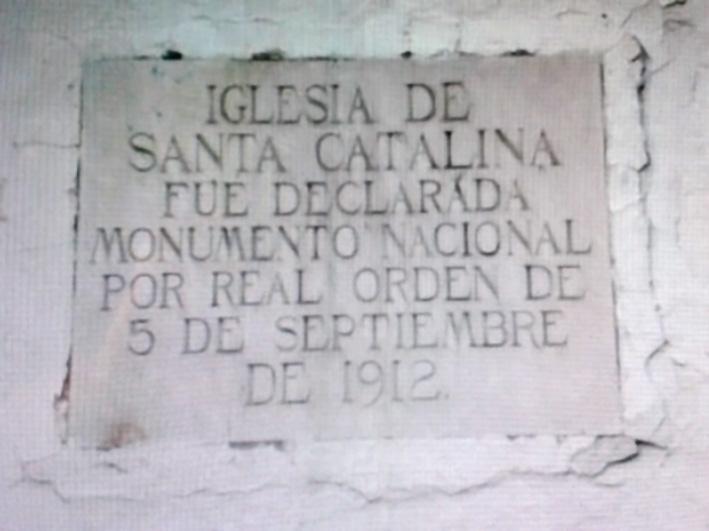 IGLESIA DE
SANTA CATALINA
FUE DECLARADA
MONUMENTO NACIONAL
POR REAL ORDEN DE
5 DE SEPTIEMBRE
DE 1912.